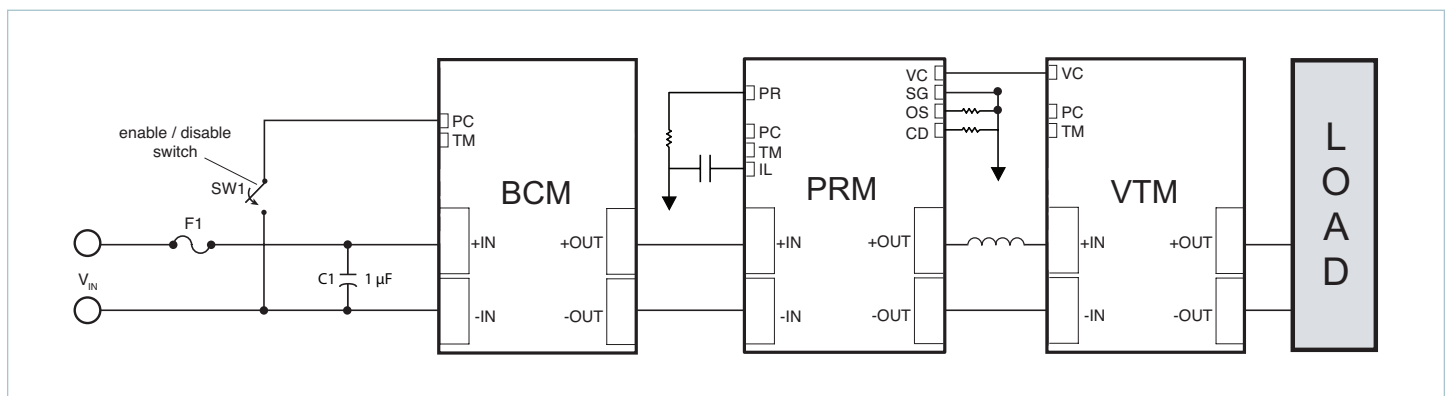 enable / disable
switch
SW1
F1
V_IN
C1
1 µF
PC
TM
BCM
+IN
-IN
+OUT
-OUT
PR
PC
TM
IL
VC
SG
OS
CD
PRM
+IN
-IN
+OUT
-OUT
VC
PC
TM
VTM
+IN
-IN
+OUT
-OUT
L
O
A
D